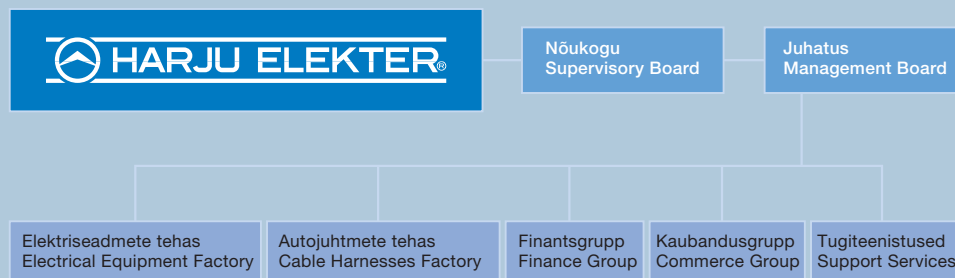 HARJU ELEKTER®
Nõukogu
Supervisory Board
Juhatus
Management Board
Elektriseadmete tehas
Electrical Equipment Factory
Autojuhtmete tehas
Cable Harnesses Factory
Finantsgrupp
Finance Group
Kaubandusgrupp
Commerce Group
Tugiteenistused
Support Services